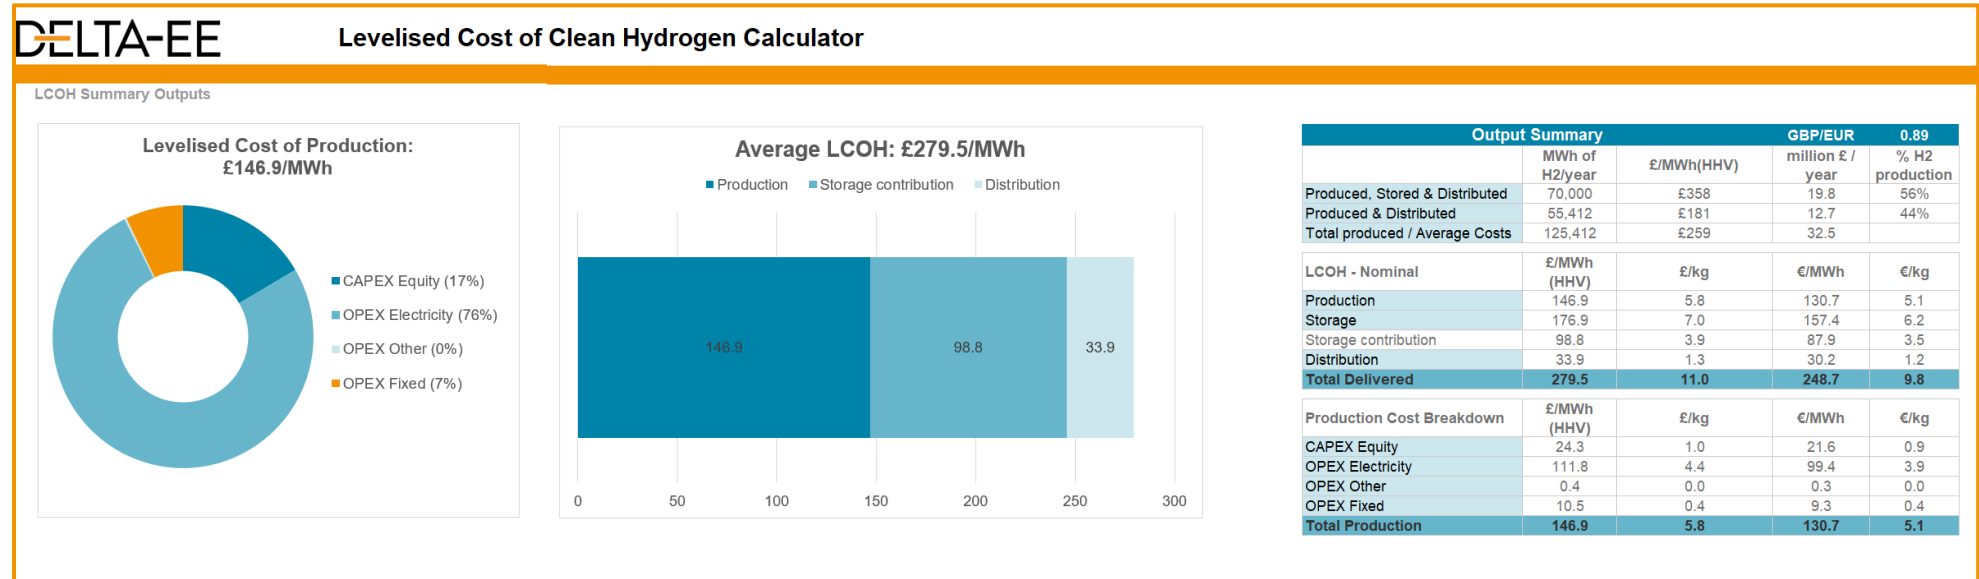 DELTA-EE
Levelised Cost of Clean Hydrogen Calculator
LCOH Summary Outputs
Levelised Cost of Production:
£146.9/MWh
CAPEX Equity (17%)
OPEX Electricity (76%)
OPEX Other (0%)
OPEX Fixed (7%)
Average LCOH: £279.5/MWh
Production Storage contribution Distribution
146.9 98.8 33.9
0 50 100 150 200 250 300
Output Summary GBP/EUR 0.89
MWh of H2/year £/MWh(HHV) million £ / year % H2 production
Produced, Stored & Distributed 70,000 £358 19.8 56%
Produced & Distributed 55,412 £181 12.7 44%
Total produced / Average Costs 125,412 £259 32.5
LCOH - Nominal £/MWh (HHV) £/kg €/MWh €/kg
Production 146.9 5.8 130.7 5.1
Storage 176.9 7.0 157.4 6.2
Storage contribution 98.8 3.9 87.9 3.5
Distribution 33.9 1.3 30.2 1.2
Total Delivered 279.5 11.0 248.7 9.8
Production Cost Breakdown £/MWh (HHV) £/kg €/MWh €/kg
CAPEX Equity 24.3 1.0 21.6 0.9
OPEX Electricity 111.8 4.4 99.4 3.9
OPEX Other 0.4 0.0 0.3 0.0
OPEX Fixed 10.5 0.4 9.3 0.4
Total Production 146.9 5.8 130.7 5.1